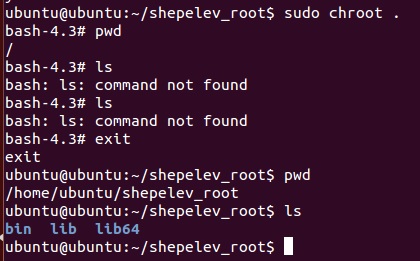 ubuntu@ubuntu:~/shepelev_root$ sudo chroot .
bash-4.3# pwd
/
bash-4.3# ls
bash: ls: command not found
bash-4.3# ls
bash: ls: command not found
bash-4.3# exit
exit
ubuntu@ubuntu:~/shepelev_root$ pwd
/home/ubuntu/shepelev_root
ubuntu@ubuntu:~/shepelev_root$ ls
bin  lib  lib64
ubuntu@ubuntu:~/shepelev_root$